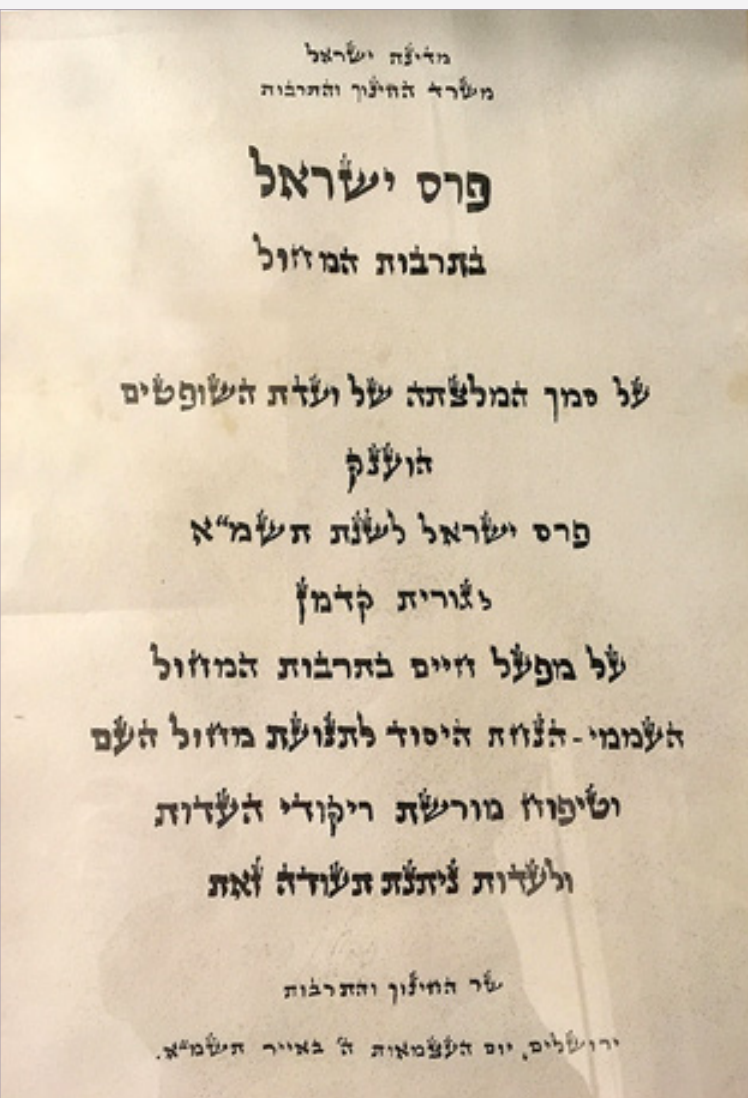 מדינת ישראל
משרד החינוך והתרבות
פרס ישראל
בתרבות המחול
על סמך המלצתה של ועדת השופטים
הוענק
פרס ישראל לשנת תשמ״א
לגורית קדמן
על מפעל חיים בתרבות המחול
העממי-הנחת היסוד לתנועת מחול העם
וטיפוח מורשת ריקודי העדות
ולעדות ניתנת תעודה זאת
שר החינוך והתרבות
ירושלים, יום העצמאות ה׳ באייר תשמ״א.